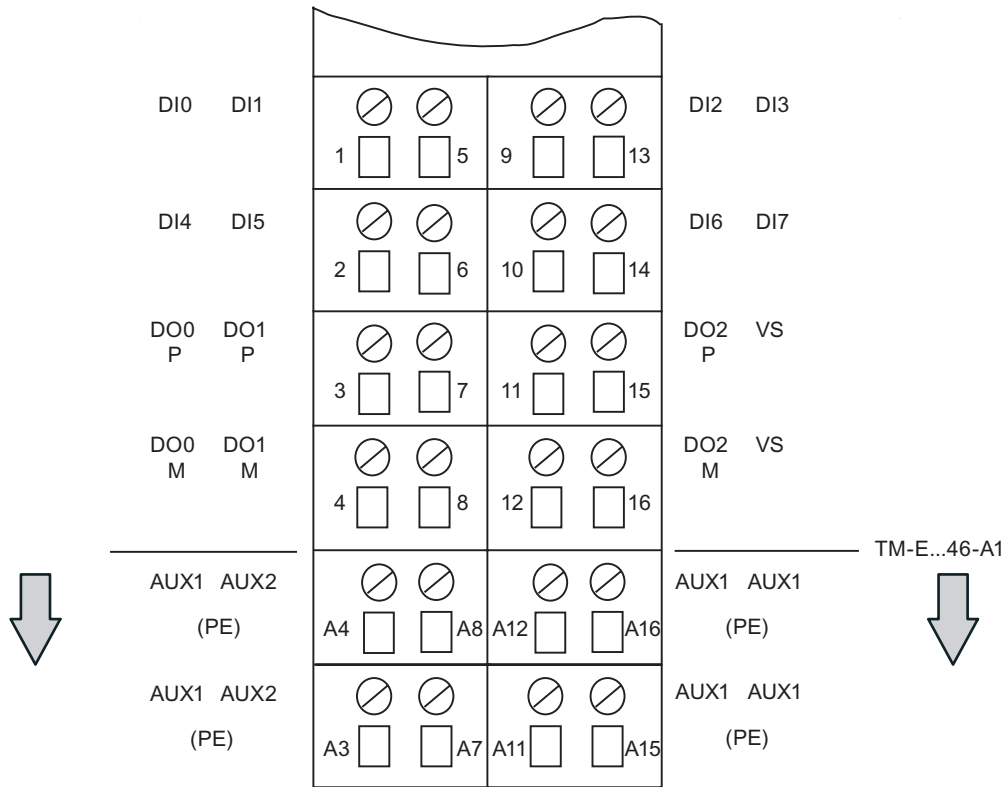 DI0 DI1 DI2 DI3
1 5 9 13
DI4 DI5 DI6 DI7
2 6 10 14
DO0 DO1 DO2 VS
P P P
3 7 11 15
DO0 DO1 DO2 VS
M M M
4 8 12 16
TM-E...46-A1
AUX1 AUX2 AUX1 AUX1
(PE) A4 A8 A12 A16 (PE)
AUX1 AUX2 AUX1 AUX1
(PE) A3 A7 A11 A15 (PE)